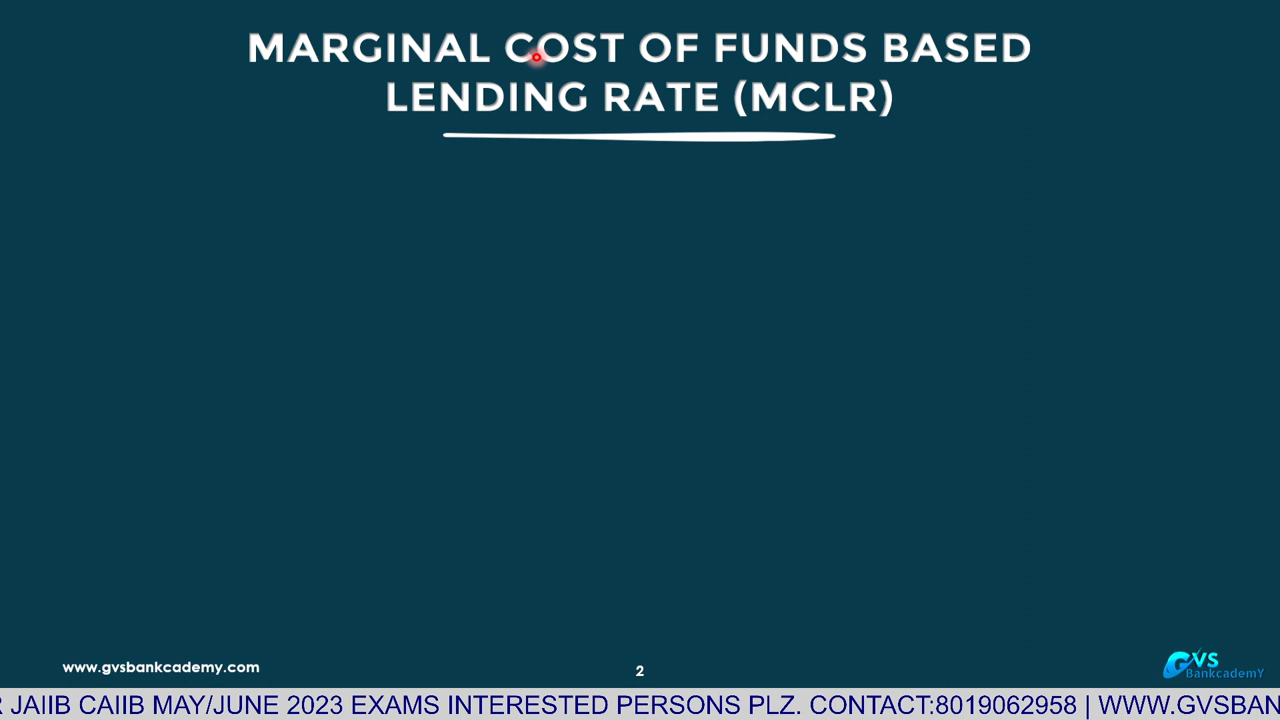 MARGINAL COST OF FUNDS BASED
LENDING RATE (MCLR)
www.gvsbankcademy.com
2
GVS
BankcademY
R JAIIB CAIIB MAY/JUNE 2023 EXAMS INTERESTED PERSONS PLZ. CONTACT:8019062958 | WWW.GVSBAN